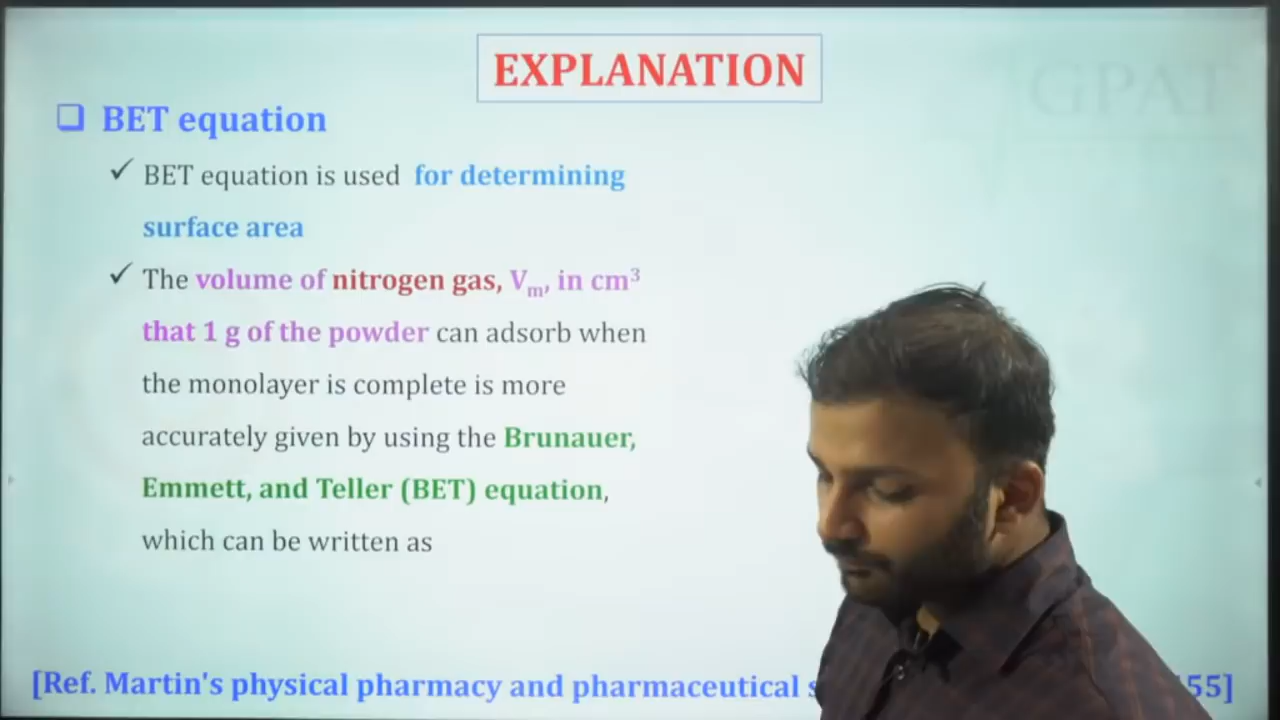 EXPLANATION
GPAT
❑ BET equation
✓ BET equation is used for determining
surface area
✓ The volume of nitrogen gas, Vₘ, in cm³
that 1 g of the powder can adsorb when
the monolayer is complete is more
accurately given by using the Brunauer,
Emmett, and Teller (BET) equation,
which can be written as
[Ref. Martin's physical pharmacy and pharmaceutical 55]